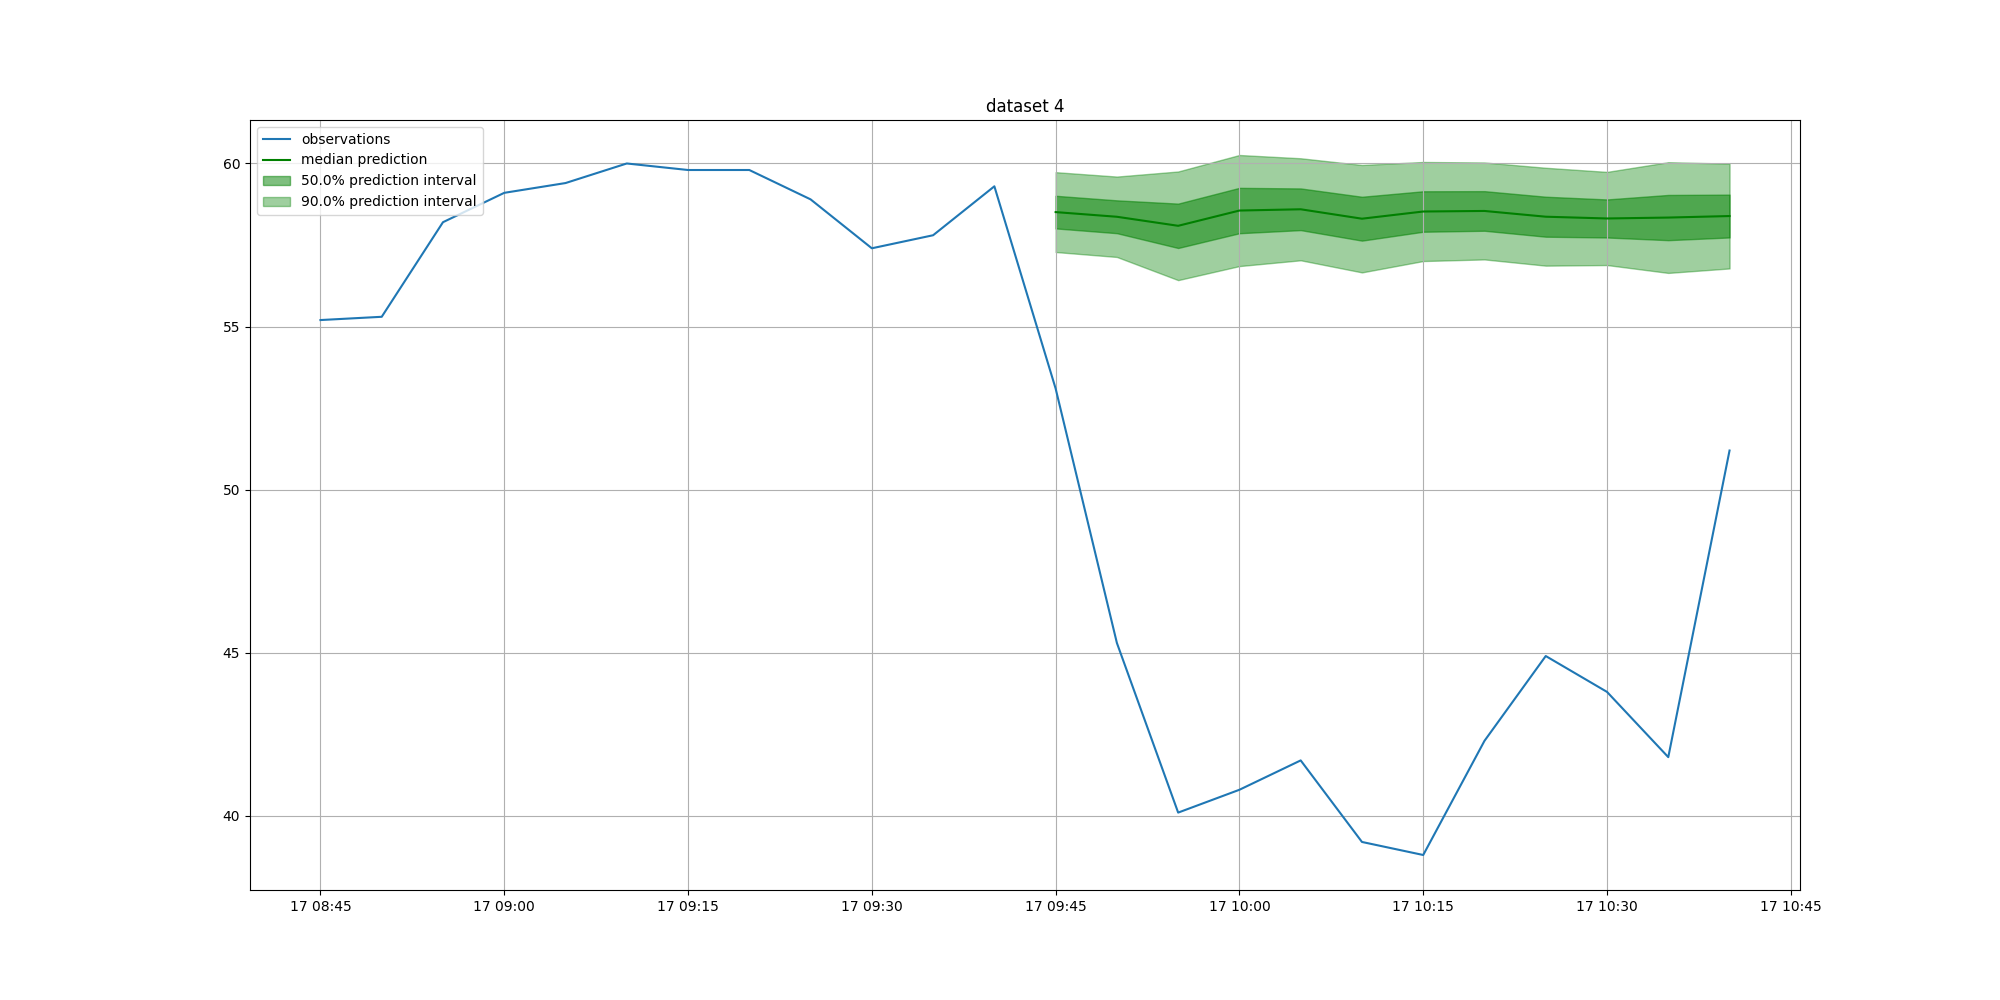 dataset 4
observations
median prediction
50.0% prediction interval
90.0% prediction interval
60
55
50
45
40
17 08:45 17 09:00 17 09:15 17 09:30 17 09:45 17 10:00 17 10:15 17 10:30 17 10:45